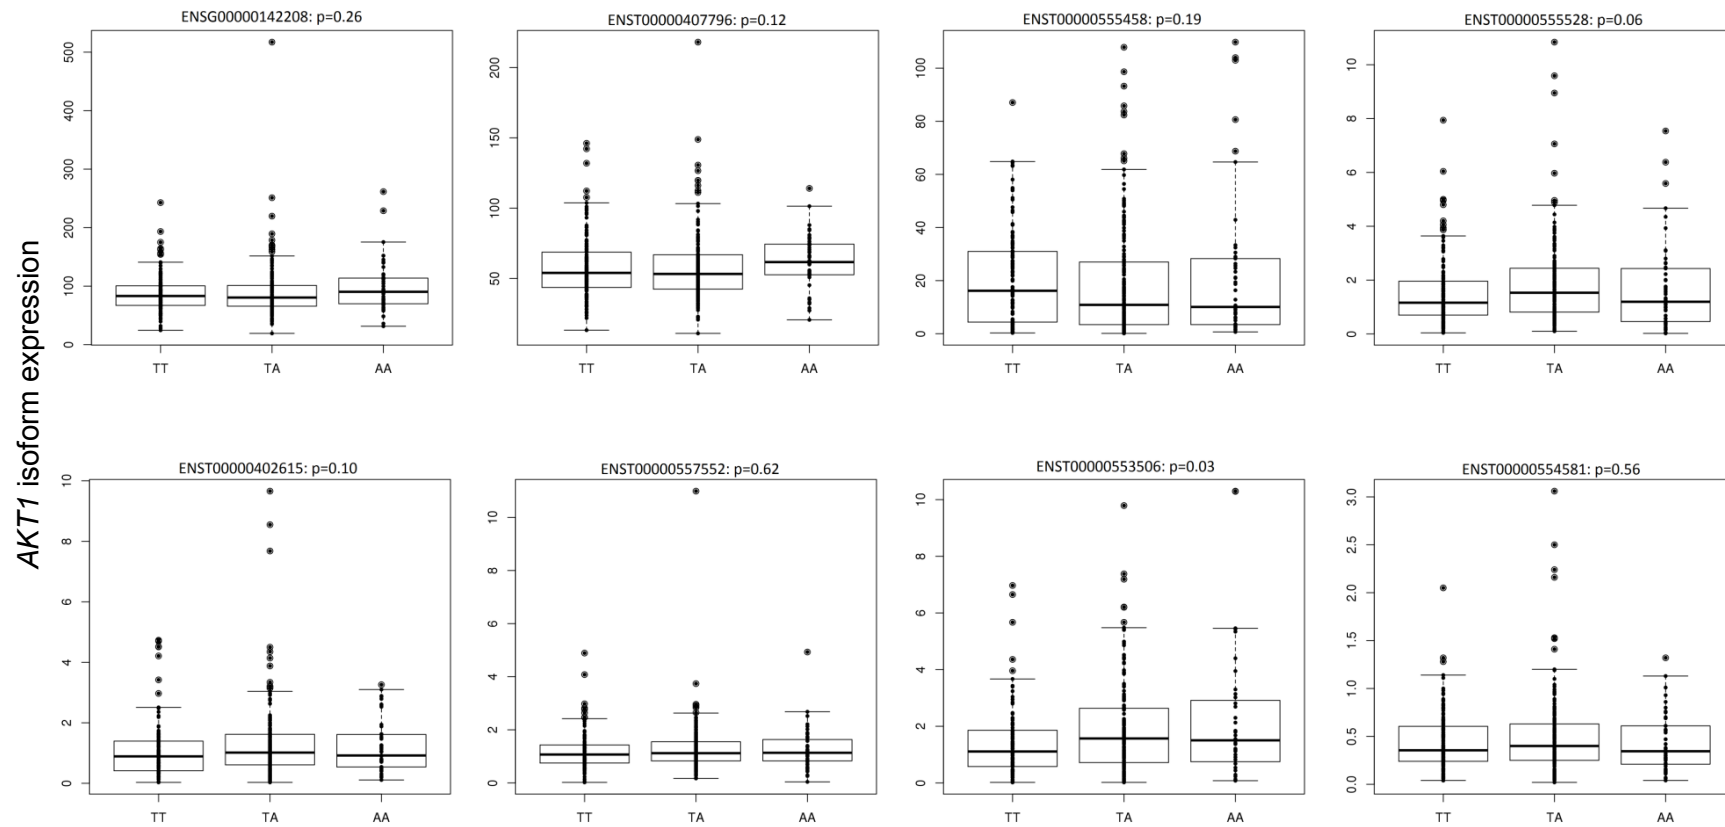 AKT1 isoform expression
ENSG00000142208: p=0.26
500
400
300
200
100
0
TT TA AA
ENST00000407796: p=0.12
200
150
100
50
TT TA AA
ENST00000555458: p=0.19
100
80
60
40
20
0
TT TA AA
ENST00000555528: p=0.06
10
8
6
4
2
0
TT TA AA
ENST00000402615: p=0.10
10
8
6
4
2
0
TT TA AA
ENST00000557552: p=0.62
10
8
6
4
2
0
TT TA AA
ENST00000553506: p=0.03
10
8
6
4
2
0
TT TA AA
ENST00000554581: p=0.56
3.0
2.5
2.0
1.5
1.0
0.5
0.0
TT TA AA